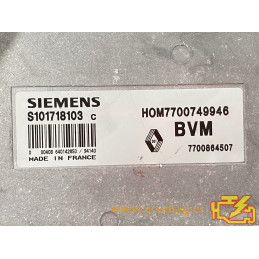 SIEMENS
S101718103 C
HOM7700749946
BVM
7700864507
MADE IN FRANCE